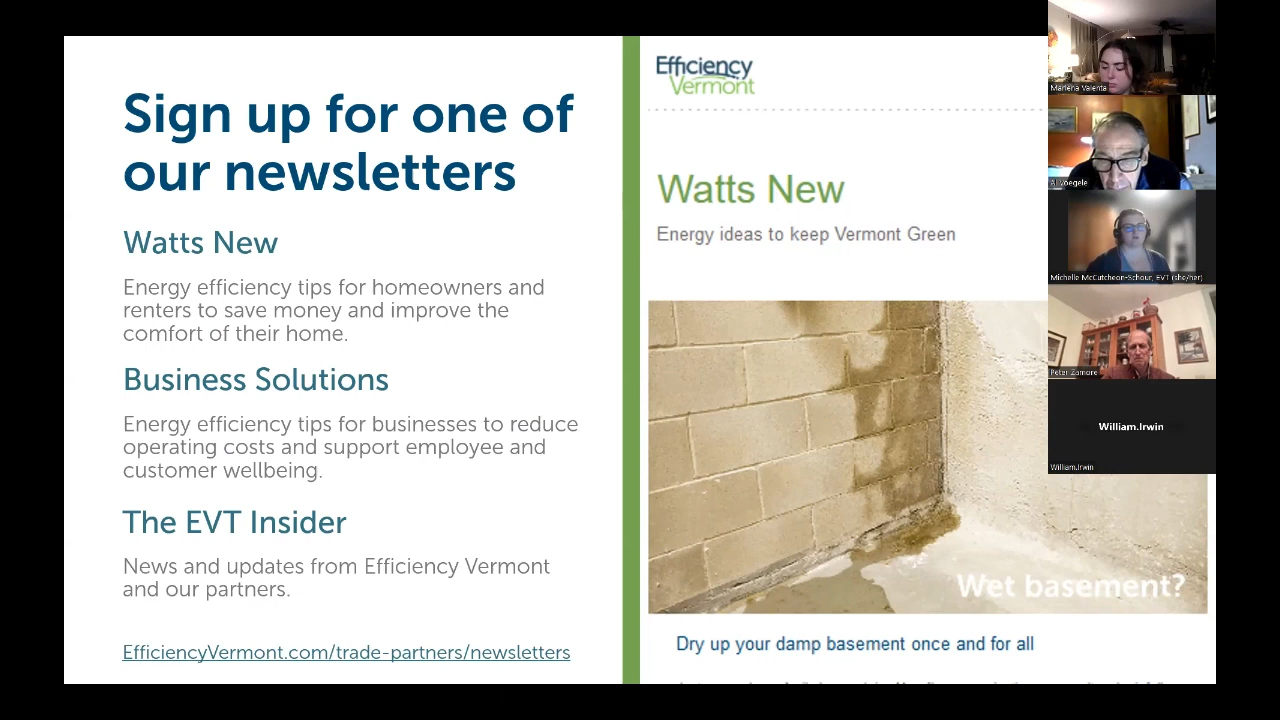 Sign up for one of
our newsletters
Watts New
Energy efficiency tips for homeowners and
renters to save money and improve the
comfort of their home.
Business Solutions
Energy efficiency tips for businesses to reduce
operating costs and support employee and
customer wellbeing.
The EVT Insider
News and updates from Efficiency Vermont
and our partners.
EfficiencyVermont.com/trade-partners/newsletters
Efficiency
Vermont
Watts New
Energy ideas to keep Vermont Green
Wet basement?
Dry up your damp basement once and for all
Marlena Valenta
Al Voegele
Michelle McCutcheon-Schour, EVT (she/her)
Peter Zamore
William.Irwin
William.Irwin